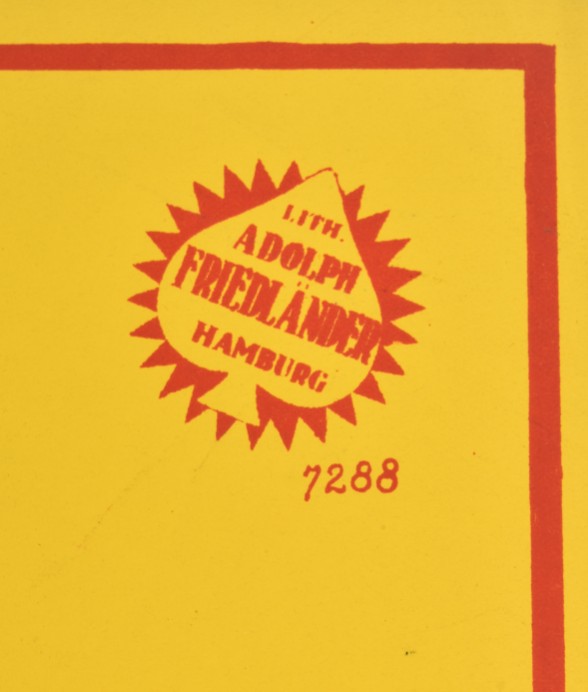 LITH.
ADOLPH
FRIEDLÄNDER
HAMBURG
7288